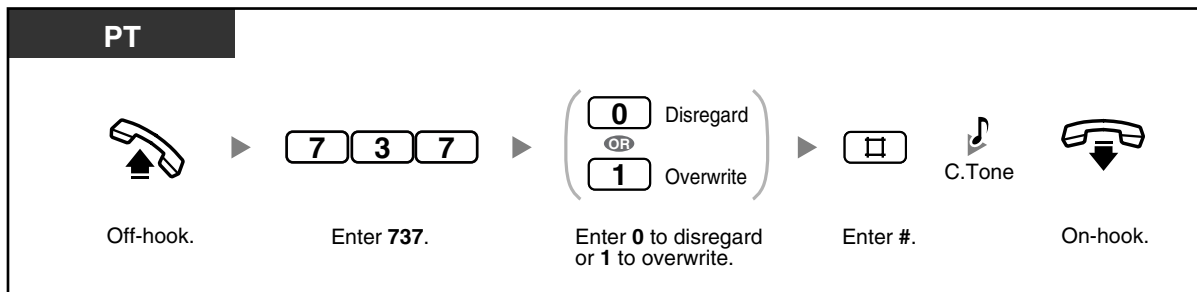 PT
7 3 7
0 Disregard
OR
1 Overwrite
#
C.Tone
Off-hook.
Enter 737.
Enter 0 to disregard
or 1 to overwrite.
Enter #.
On-hook.